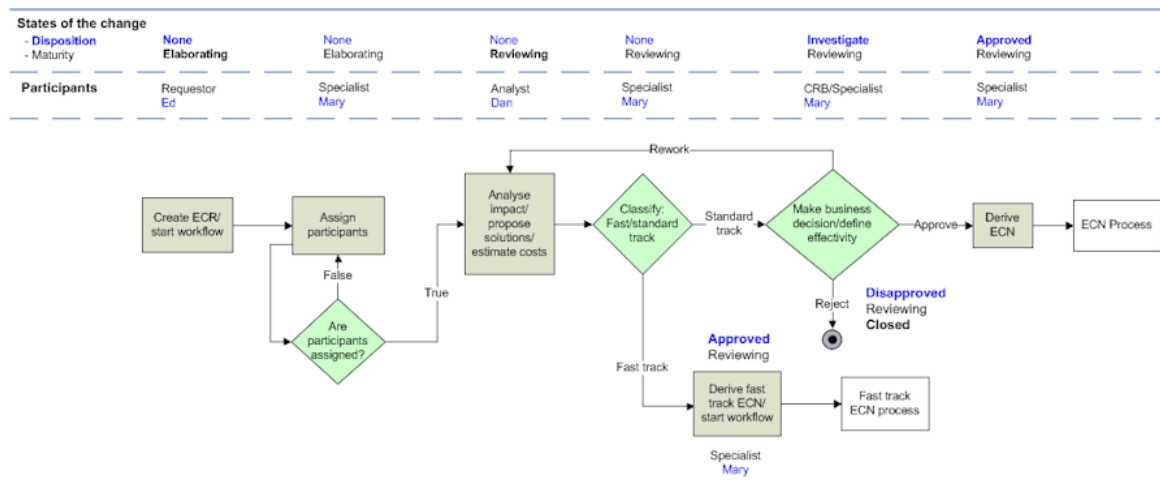 States of the change
- Disposition
- Maturity
None
Elaborating
None
Elaborating
None
Reviewing
None
Reviewing
Investigate
Reviewing
Approved
Reviewing
Participants
Requestor
Ed
Specialist
Mary
Analyst
Dan
Specialist
Mary
CRB/Specialist
Mary
Specialist
Mary
Rework
Create ECR/
start workflow
Assign
participants
Analyse
impact/
propose
solutions/
estimate costs
Classify:
Fast/standard
track
Standard
track
Make business
decision/define
effectivity
Approve
Derive
ECN
ECN Process
False
True
Are
participants
assigned?
Reject
Disapproved
Reviewing
Closed
Fast track
Approved
Reviewing
Derive fast
track ECN/
start workflow
Fast track
ECN process
Specialist
Mary